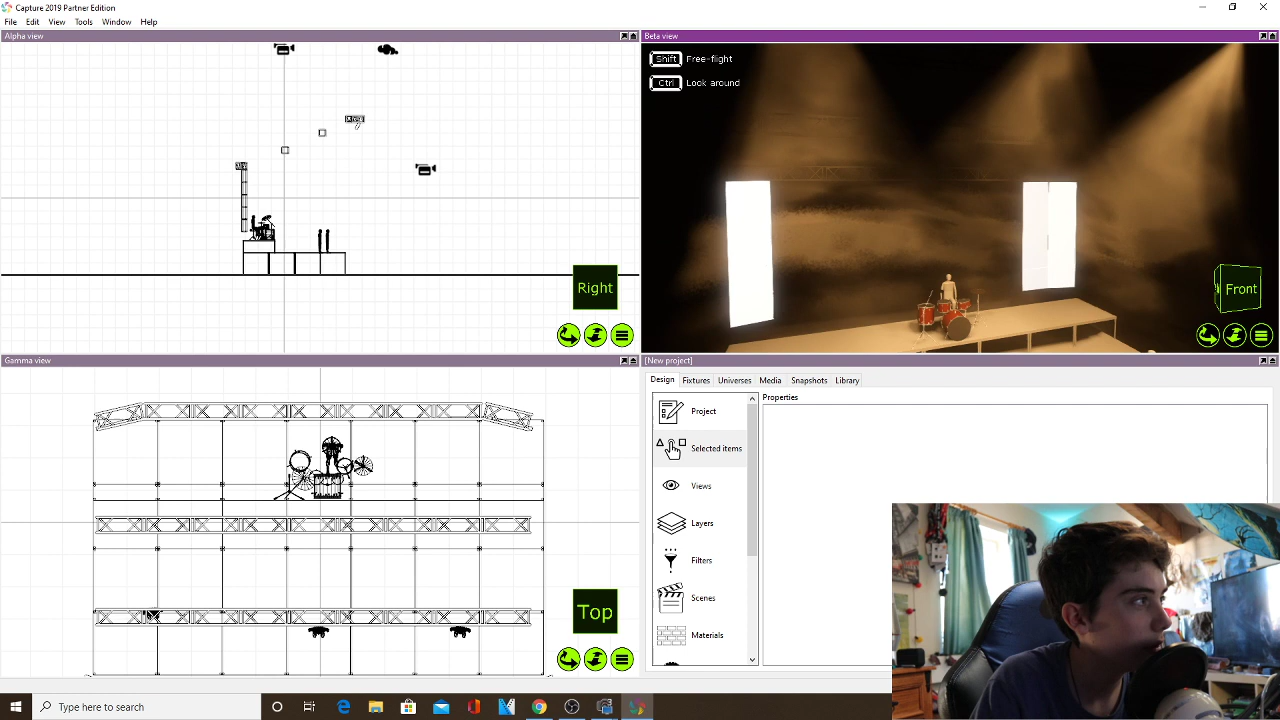 Capture 2019 Partner Edition
File Edit View Tools Window Help
Alpha view
Beta view
Shift Free-flight
Ctrl Look around
Right
Front
Gamma view
[New project]
Design Fixtures Universes Media Snapshots Library
Project
Properties
Selected items
Views
Layers
Filters
Scenes
Materials
Top
Type here to search